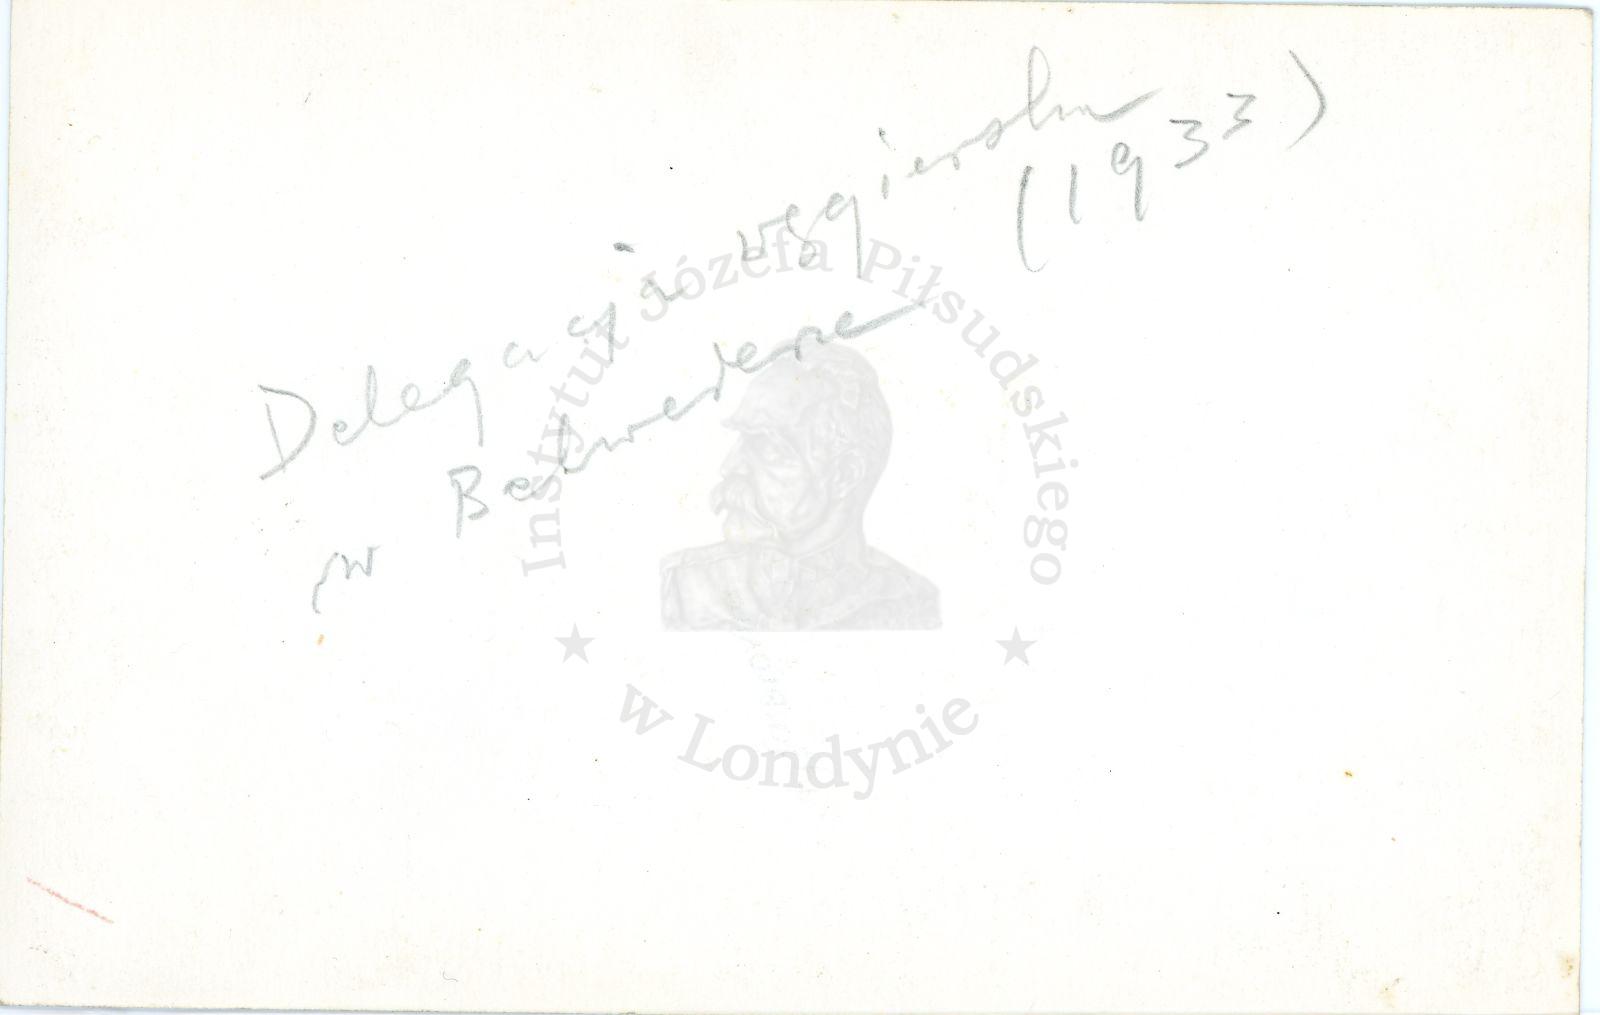 Delegacja węgierska
w Belwederze
(1933)
Instytut Józefa Piłsudskiego
w Londynie